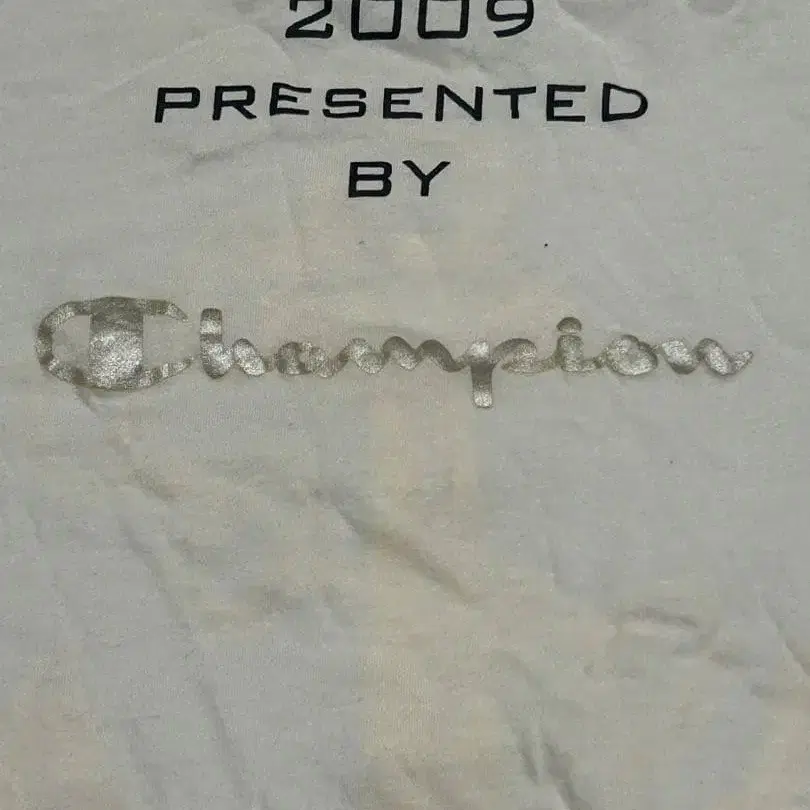 2009
PRESENTED
BY
Champion